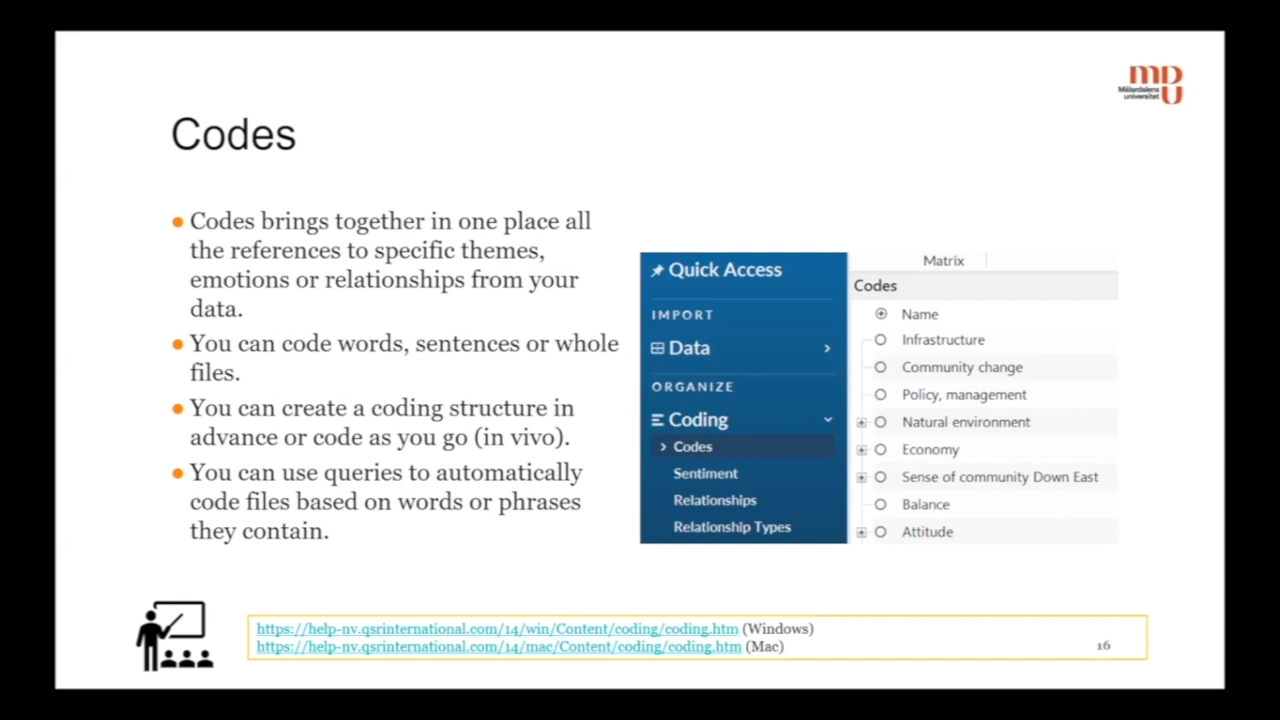 MDU
Mälardalens
universitet
Codes
Codes brings together in one place all
the references to specific themes,
emotions or relationships from your
data.
You can code words, sentences or whole
files.
You can create a coding structure in
advance or code as you go (in vivo).
You can use queries to automatically
code files based on words or phrases
they contain.
Quick Access
IMPORT
Data
ORGANIZE
Coding
Codes
Sentiment
Relationships
Relationship Types
Matrix
Codes
Name
Infrastructure
Community change
Policy, management
Natural environment
Economy
Sense of community Down East
Balance
Attitude
https://help-nv.qsrinternational.com/14/win/Content/coding/coding.htm (Windows)
https://help-nv.qsrinternational.com/14/mac/Content/coding/coding.htm (Mac)
16